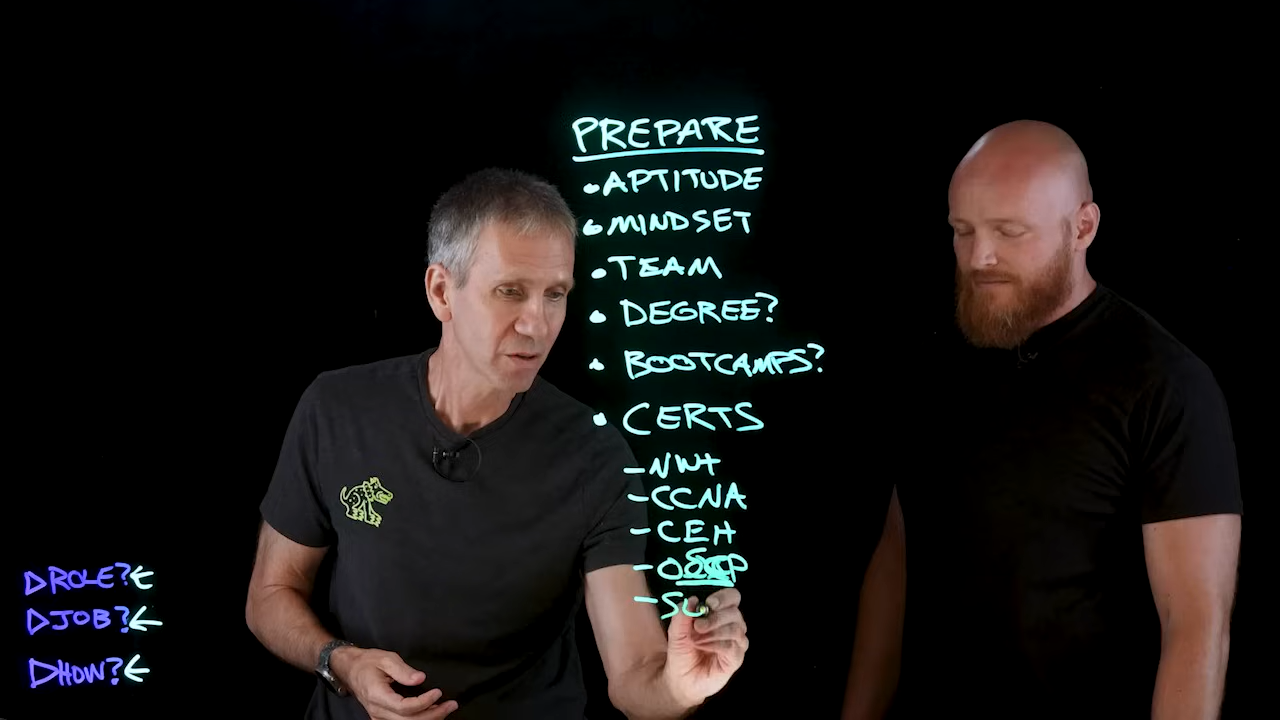 PREPARE
• APTITUDE
• MINDSET
• TEAM
• DEGREE?
• BOOTCAMPS?
• CERTS
- NW+
- CCNA
- CEH
▷ ROLE? ←
▷ JOB? ←
▷ HOW? ←